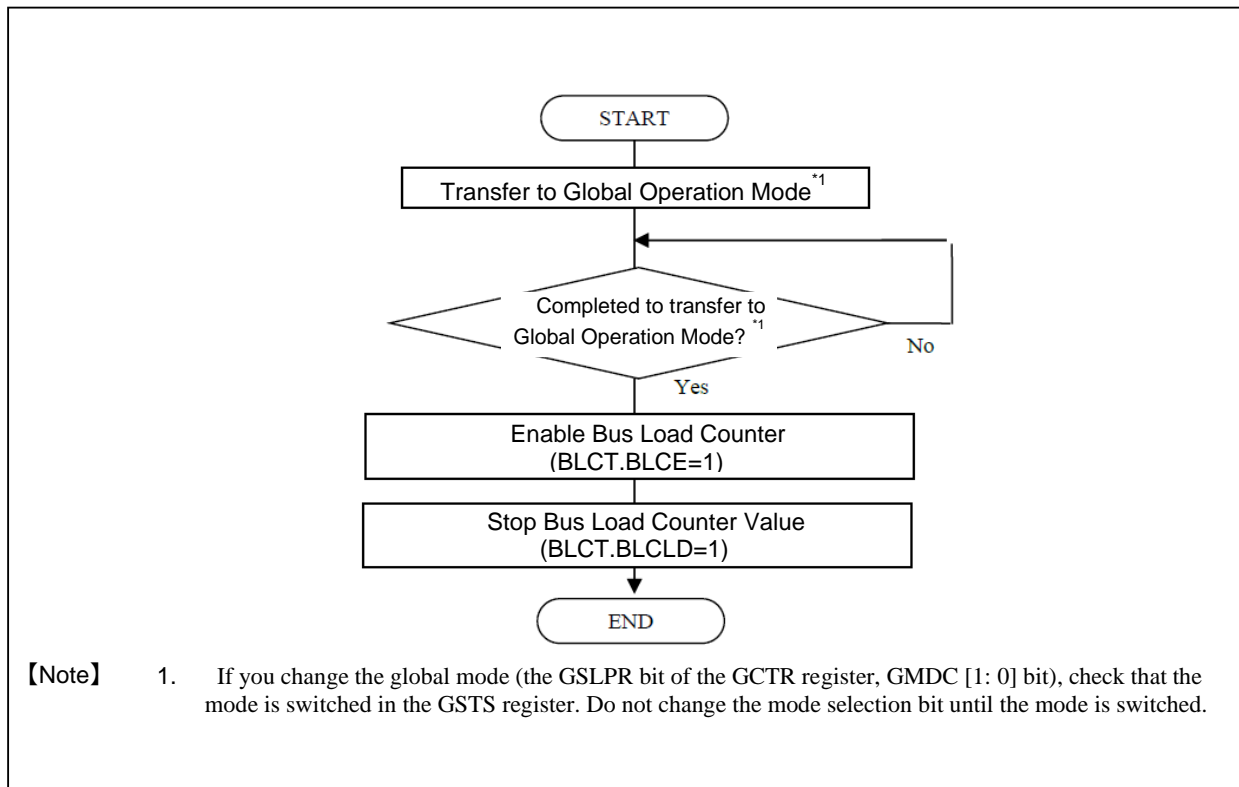 START
Transfer to Global Operation Mode*1
Completed to transfer to
Global Operation Mode? *1
No
Yes
Enable Bus Load Counter
(BLCT.BLCE=1)
Stop Bus Load Counter Value
(BLCT.BLCLD=1)
END
【Note】 1. If you change the global mode (the GSLPR bit of the GCTR register, GMDC [1: 0] bit), check that the
mode is switched in the GSTS register. Do not change the mode selection bit until the mode is switched.